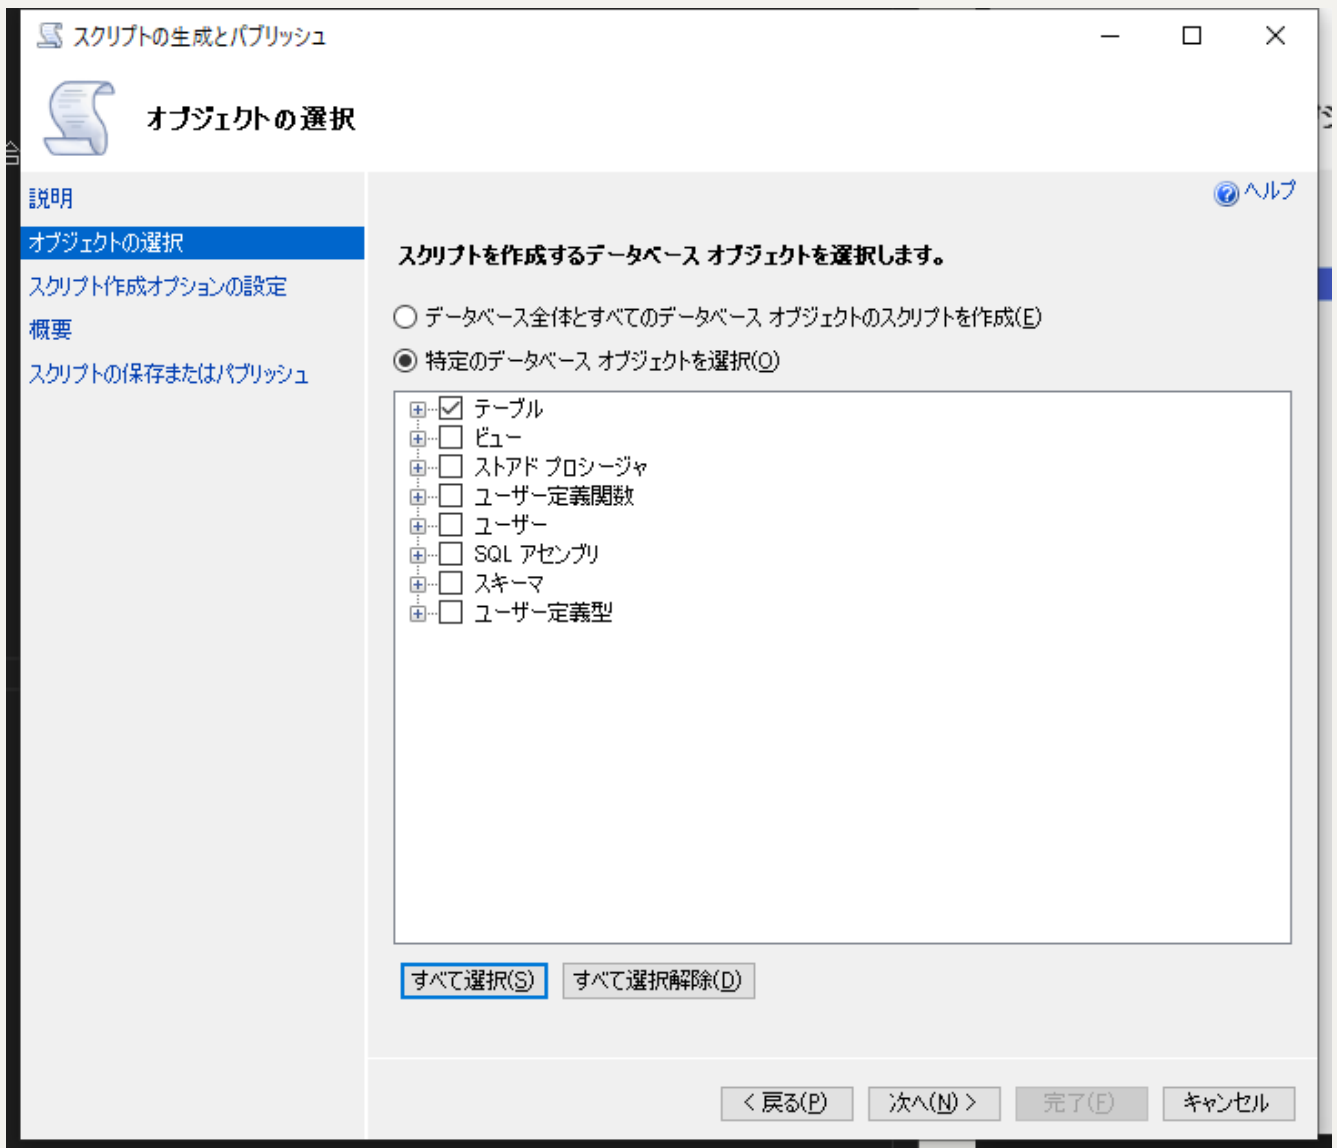 スクリプトの生成とパブリッシュ
オブジェクトの選択
説明
オブジェクトの選択
スクリプト作成オプションの設定
概要
スクリプトの保存またはパブリッシュ
ヘルプ
スクリプトを作成するデータベース オブジェクトを選択します。
データベース全体とすべてのデータベース オブジェクトのスクリプトを作成(E)
特定のデータベース オブジェクトを選択(O)
テーブル
ビュー
ストアド プロシージャ
ユーザー定義関数
ユーザー
SQL アセンブリ
スキーマ
ユーザー定義型
すべて選択(S) すべて選択解除(D)
< 戻る(P) 次へ(N) > 完了(F) キャンセル